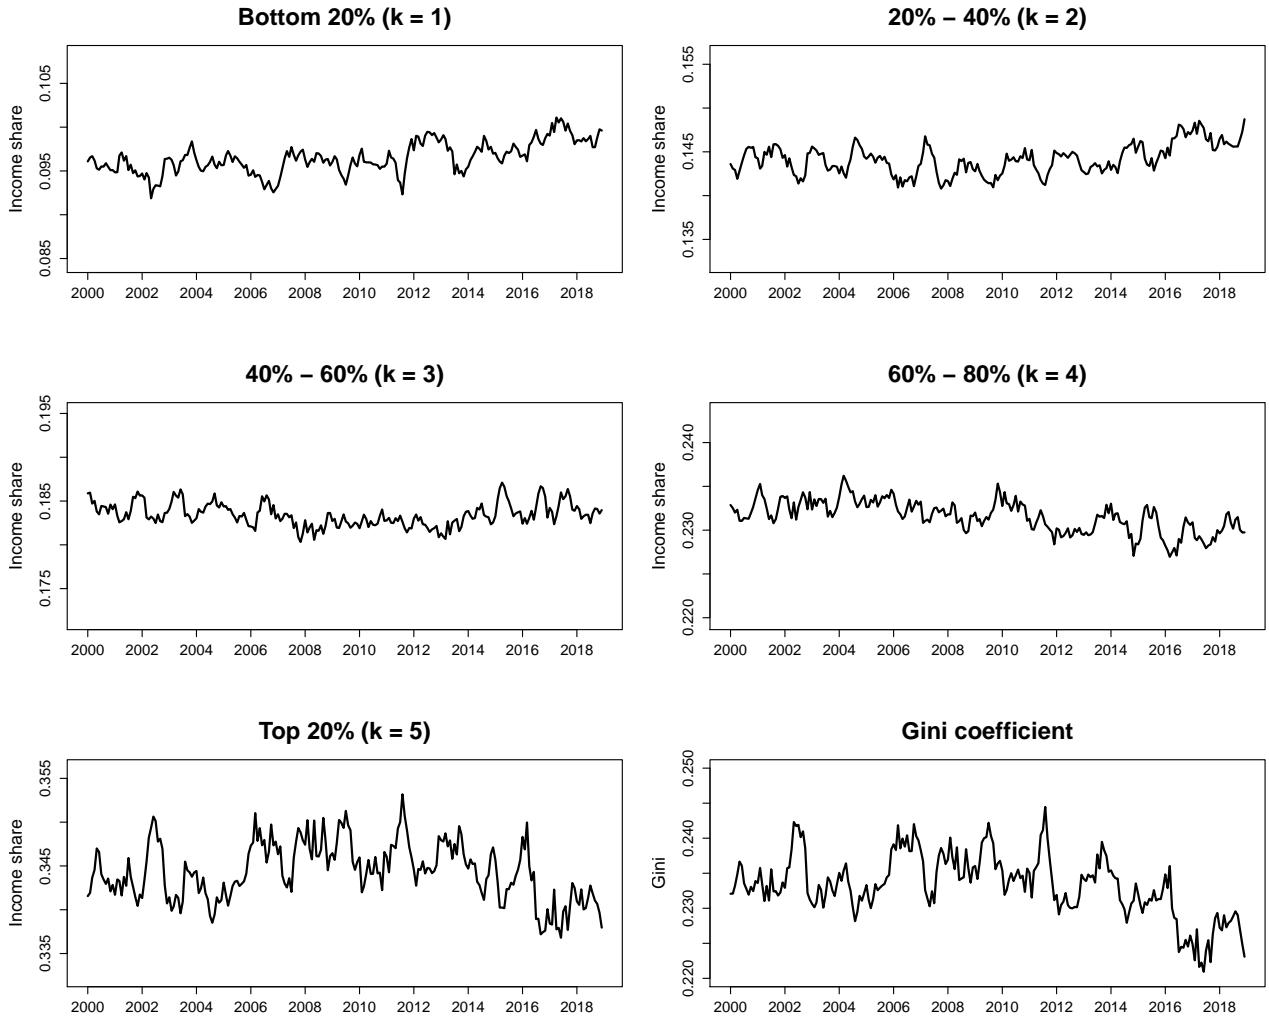 Bottom 20% (k = 1)
Income share
0.085 0.095 0.105
2000 2002 2004 2006 2008 2010 2012 2014 2016 2018
20% − 40% (k = 2)
Income share
0.135 0.145 0.155
2000 2002 2004 2006 2008 2010 2012 2014 2016 2018
40% − 60% (k = 3)
Income share
0.175 0.185 0.195
2000 2002 2004 2006 2008 2010 2012 2014 2016 2018
60% − 80% (k = 4)
Income share
0.220 0.230 0.240
2000 2002 2004 2006 2008 2010 2012 2014 2016 2018
Top 20% (k = 5)
Income share
0.335 0.345 0.355
2000 2002 2004 2006 2008 2010 2012 2014 2016 2018
Gini coefficient
Gini
0.220 0.230 0.240 0.250
2000 2002 2004 2006 2008 2010 2012 2014 2016 2018